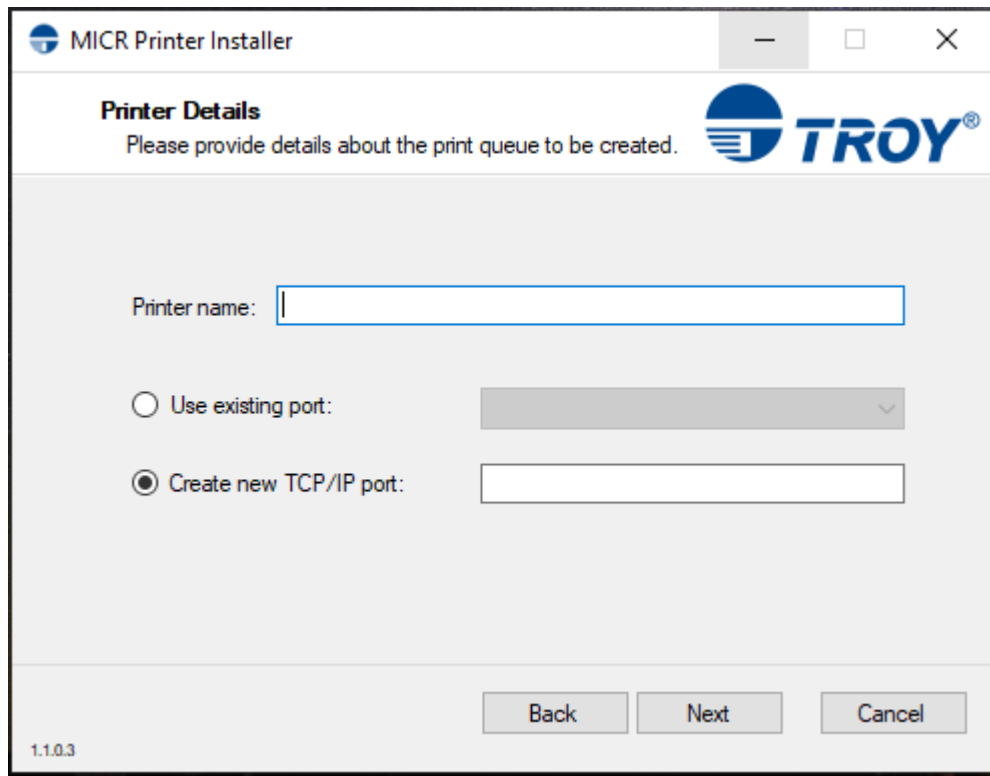 MICR Printer Installer
Printer Details
Please provide details about the print queue to be created.
TROY®
Printer name:
Use existing port:
Create new TCP/IP port:
Back
Next
Cancel
1.1.0.3